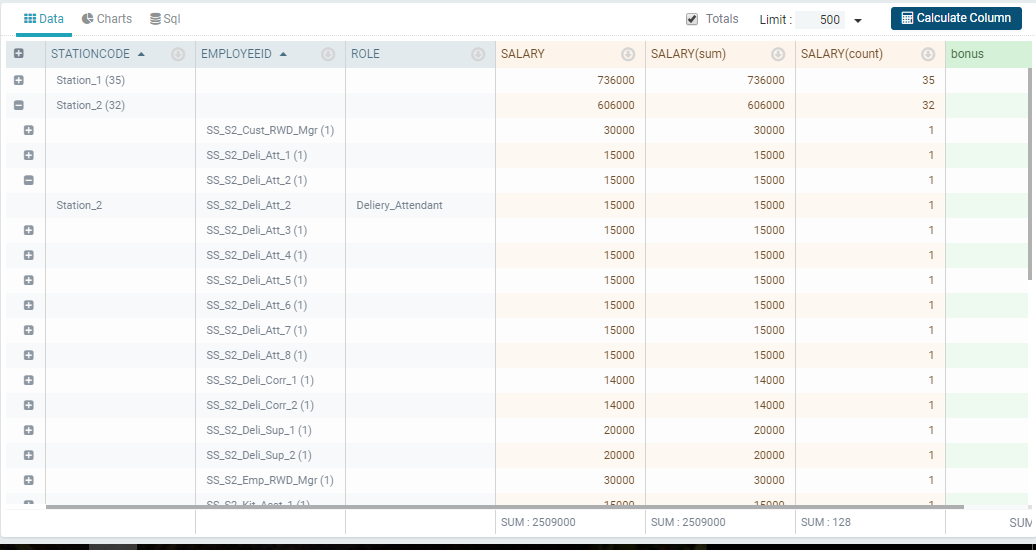 Data Charts Sql Totals Limit : 500 Calculate Column
STATIONCODE EMPLOYEEID ROLE SALARY SALARY(sum) SALARY(count) bonus
Station_1 (35) 736000 736000 35
Station_2 (32) 606000 606000 32
SS_S2_Cust_RWD_Mgr (1) 30000 30000 1
SS_S2_Deli_Att_1 (1) 15000 15000 1
SS_S2_Deli_Att_2 (1) 15000 15000 1
Station_2 SS_S2_Deli_Att_2 Deliery_Attendant 15000 15000 1
SS_S2_Deli_Att_3 (1) 15000 15000 1
SS_S2_Deli_Att_4 (1) 15000 15000 1
SS_S2_Deli_Att_5 (1) 15000 15000 1
SS_S2_Deli_Att_6 (1) 15000 15000 1
SS_S2_Deli_Att_7 (1) 15000 15000 1
SS_S2_Deli_Att_8 (1) 15000 15000 1
SS_S2_Deli_Corr_1 (1) 14000 14000 1
SS_S2_Deli_Corr_2 (1) 14000 14000 1
SS_S2_Deli_Sup_1 (1) 20000 20000 1
SS_S2_Deli_Sup_2 (1) 20000 20000 1
SS_S2_Emp_RWD_Mgr (1) 30000 30000 1
SS_S2_Kit_Asst_1 (1) 15000 15000 1
SUM : 2509000 SUM : 2509000 SUM : 128 SUM